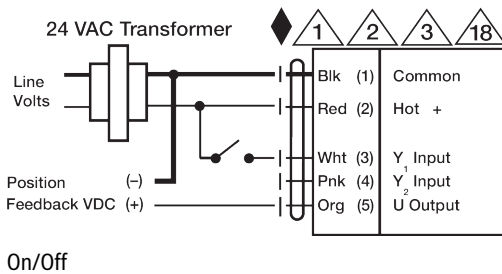 24 VAC Transformer
1 2 3 18
Line
Volts
Blk (1) Common
Red (2) Hot +
Wht (3) Y1 Input
Pnk (4) Y2 Input
Org (5) U Output
Position (–)
Feedback VDC (+)
On/Off